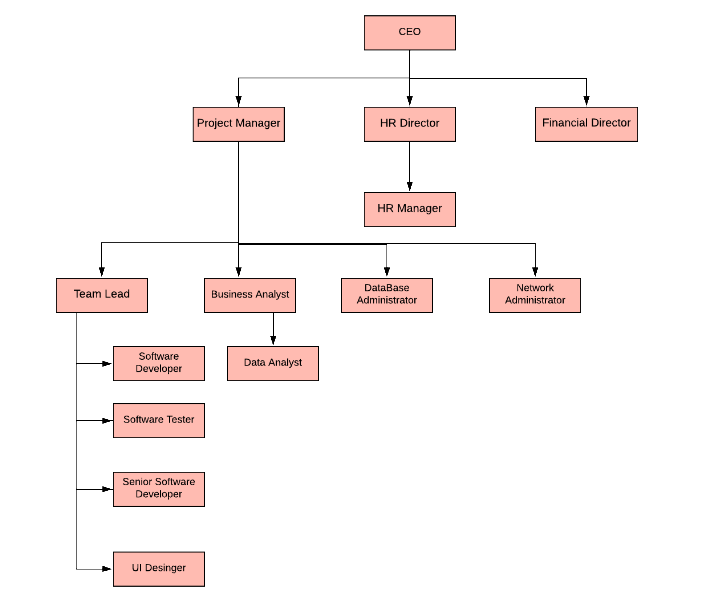 CEO
Project Manager
HR Director
Financial Director
HR Manager
Team Lead
Business Analyst
DataBase
Administrator
Network
Administrator
Software
Developer
Data Analyst
Software Tester
Senior Software
Developer
UI Desinger